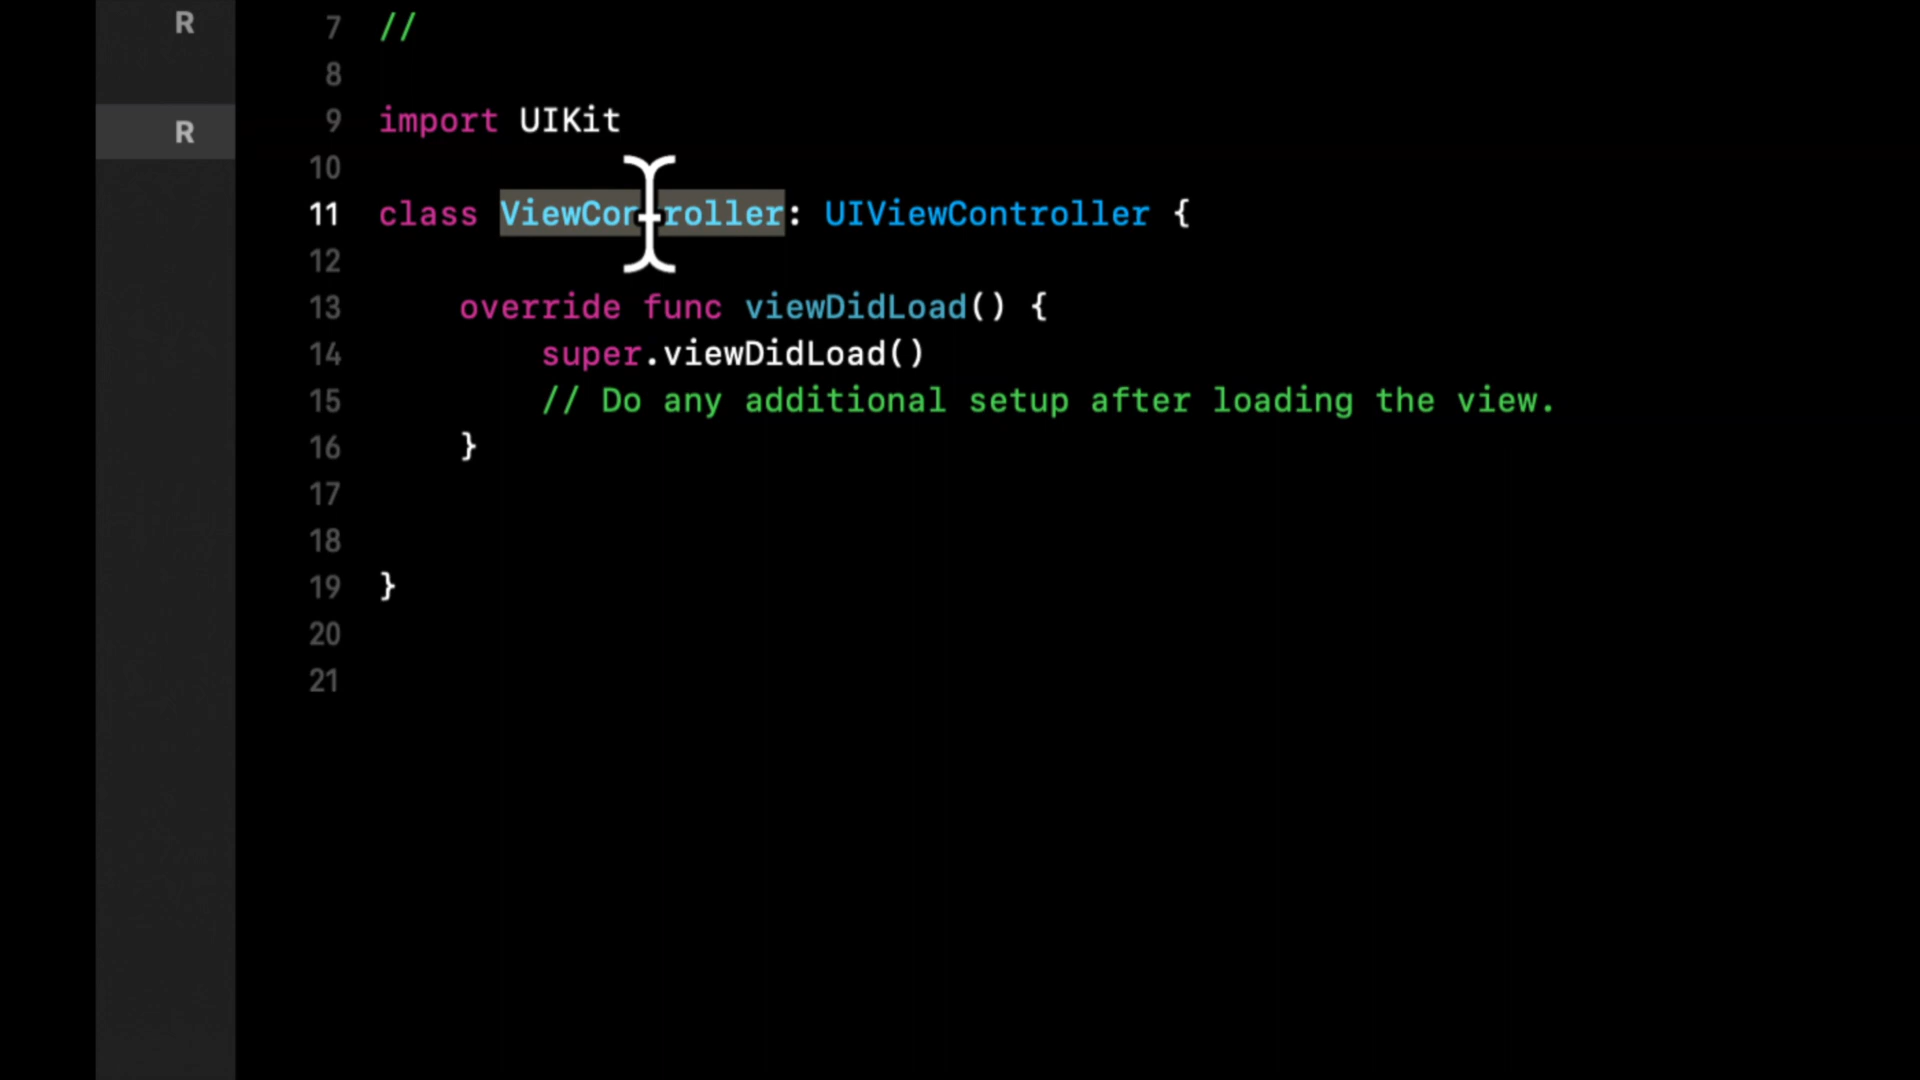 R
R
7 //
8
9 import UIKit
10
11 class ViewController: UIViewController {
12
13 override func viewDidLoad() {
14 super.viewDidLoad()
15 // Do any additional setup after loading the view.
16 }
17
18
19 }
20
21